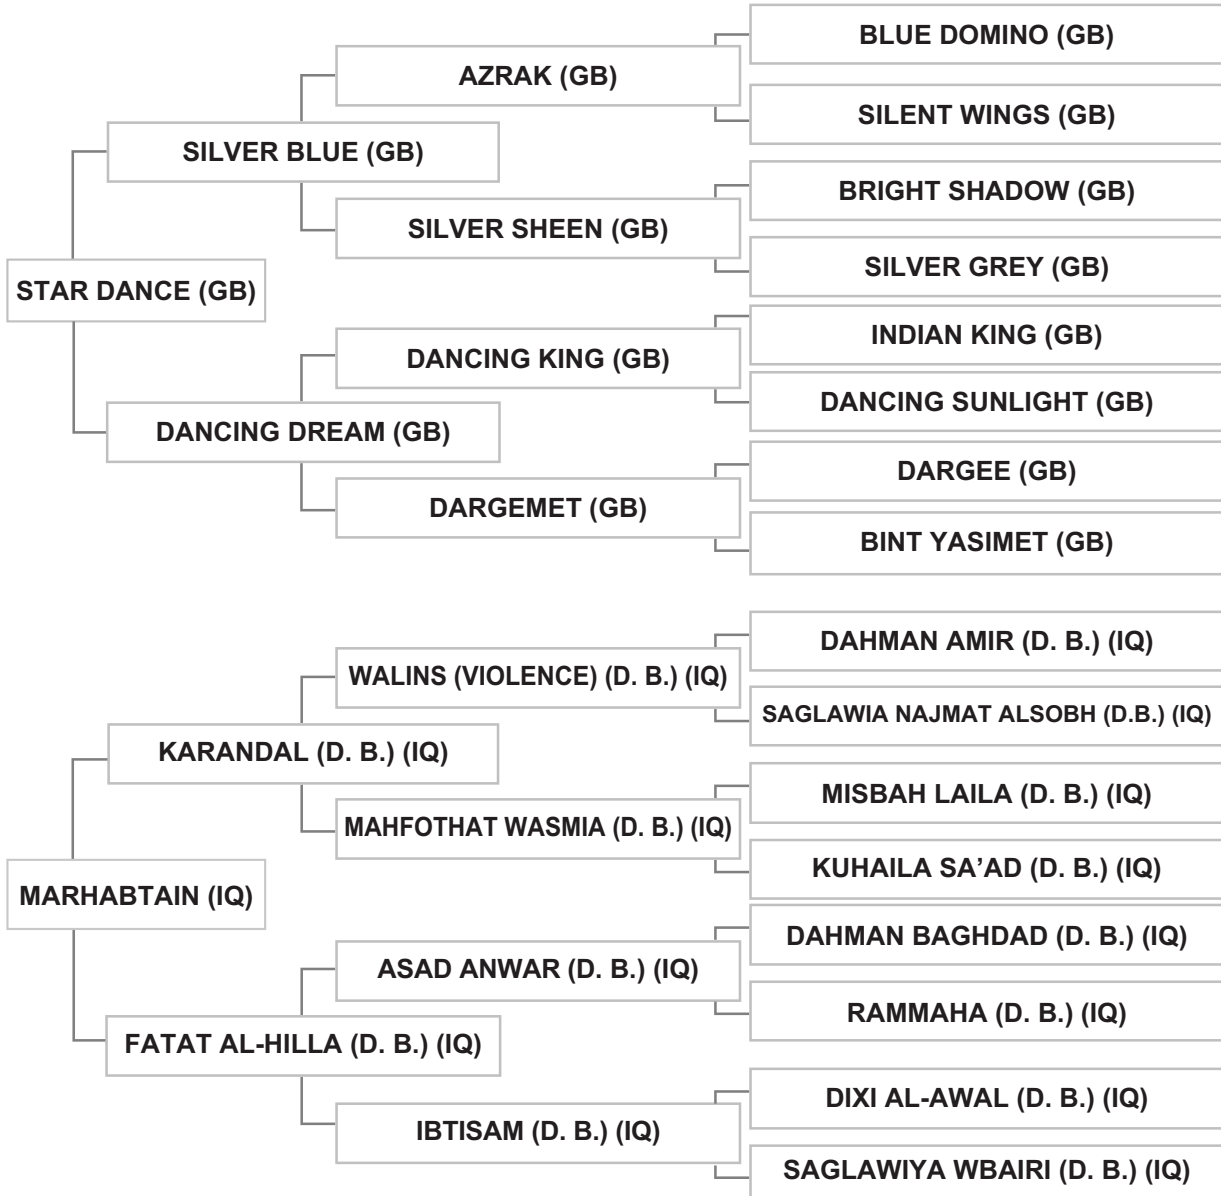 BLUE DOMINO (GB)
AZRAK (GB)
SILENT WINGS (GB)
SILVER BLUE (GB)
BRIGHT SHADOW (GB)
SILVER SHEEN (GB)
SILVER GREY (GB)
STAR DANCE (GB)
INDIAN KING (GB)
DANCING KING (GB)
DANCING SUNLIGHT (GB)
DANCING DREAM (GB)
DARGEE (GB)
DARGEMET (GB)
BINT YASIMET (GB)
DAHMAN AMIR (D. B.) (IQ)
WALINS (VIOLENCE) (D. B.) (IQ)
SAGLAWIA NAJMAT ALSOBH (D.B.) (IQ)
KARANDAL (D. B.) (IQ)
MISBAH LAILA (D. B.) (IQ)
MAHFOTHAT WASMIA (D. B.) (IQ)
KUHAILA SA’AD (D. B.) (IQ)
MARHABTAIN (IQ)
DAHMAN BAGHDAD (D. B.) (IQ)
ASAD ANWAR (D. B.) (IQ)
RAMMAHA (D. B.) (IQ)
FATAT AL-HILLA (D. B.) (IQ)
DIXI AL-AWAL (D. B.) (IQ)
IBTISAM (D. B.) (IQ)
SAGLAWIYA WBAIRI (D. B.) (IQ)